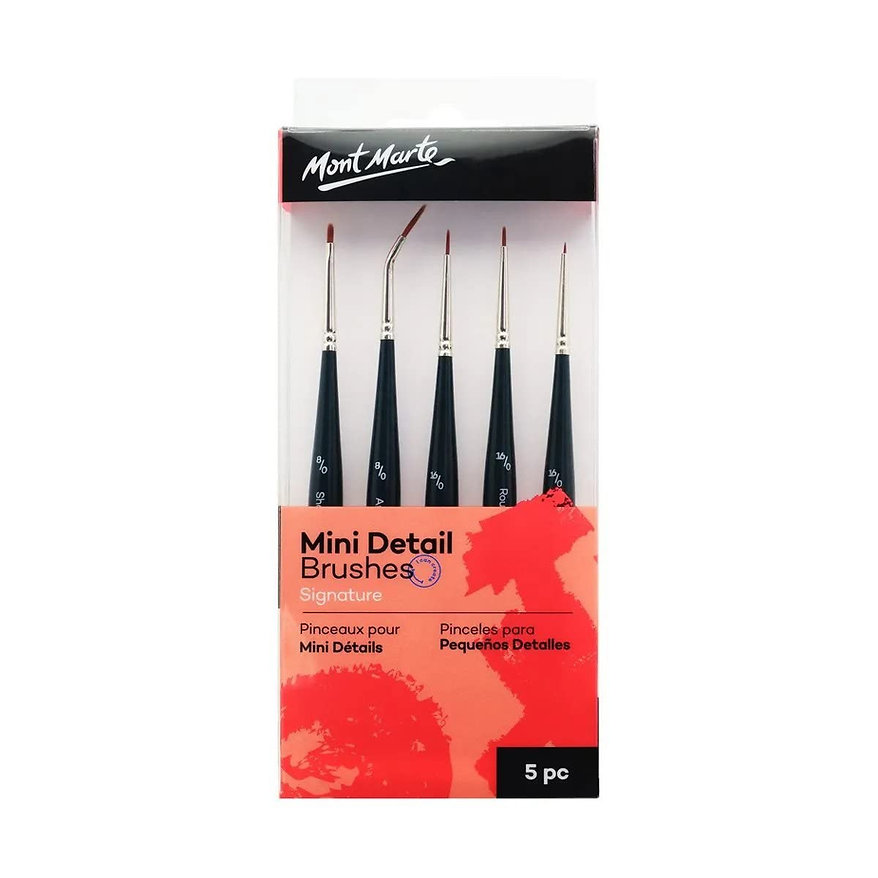 Mont Marte
8/0
8/0
16/0
16/0
16/0
Mini Detail
Brushes
Signature
Pinceaux pour
Mini Détails
Pinceles para
Pequeños Detalles
5 pc